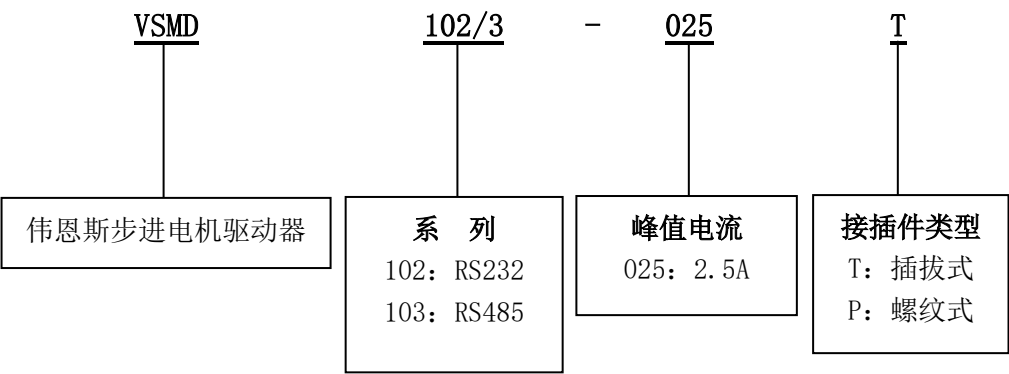 VSMD 102/3 - 025 T
伟恩斯步进电机驱动器
系 列
102: RS232
103: RS485
峰值电流
025: 2.5A
接插件类型
T: 插拔式
P: 螺纹式